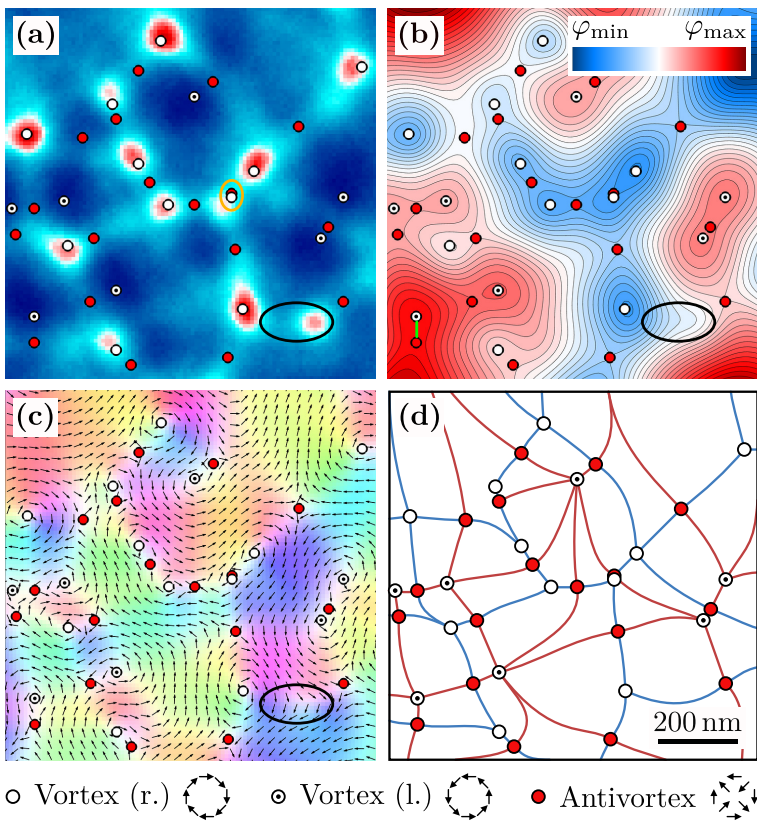 (a)
(b)
φmin φmax
(c)
(d)
200 nm
Vortex (r.) Vortex (l.) Antivortex